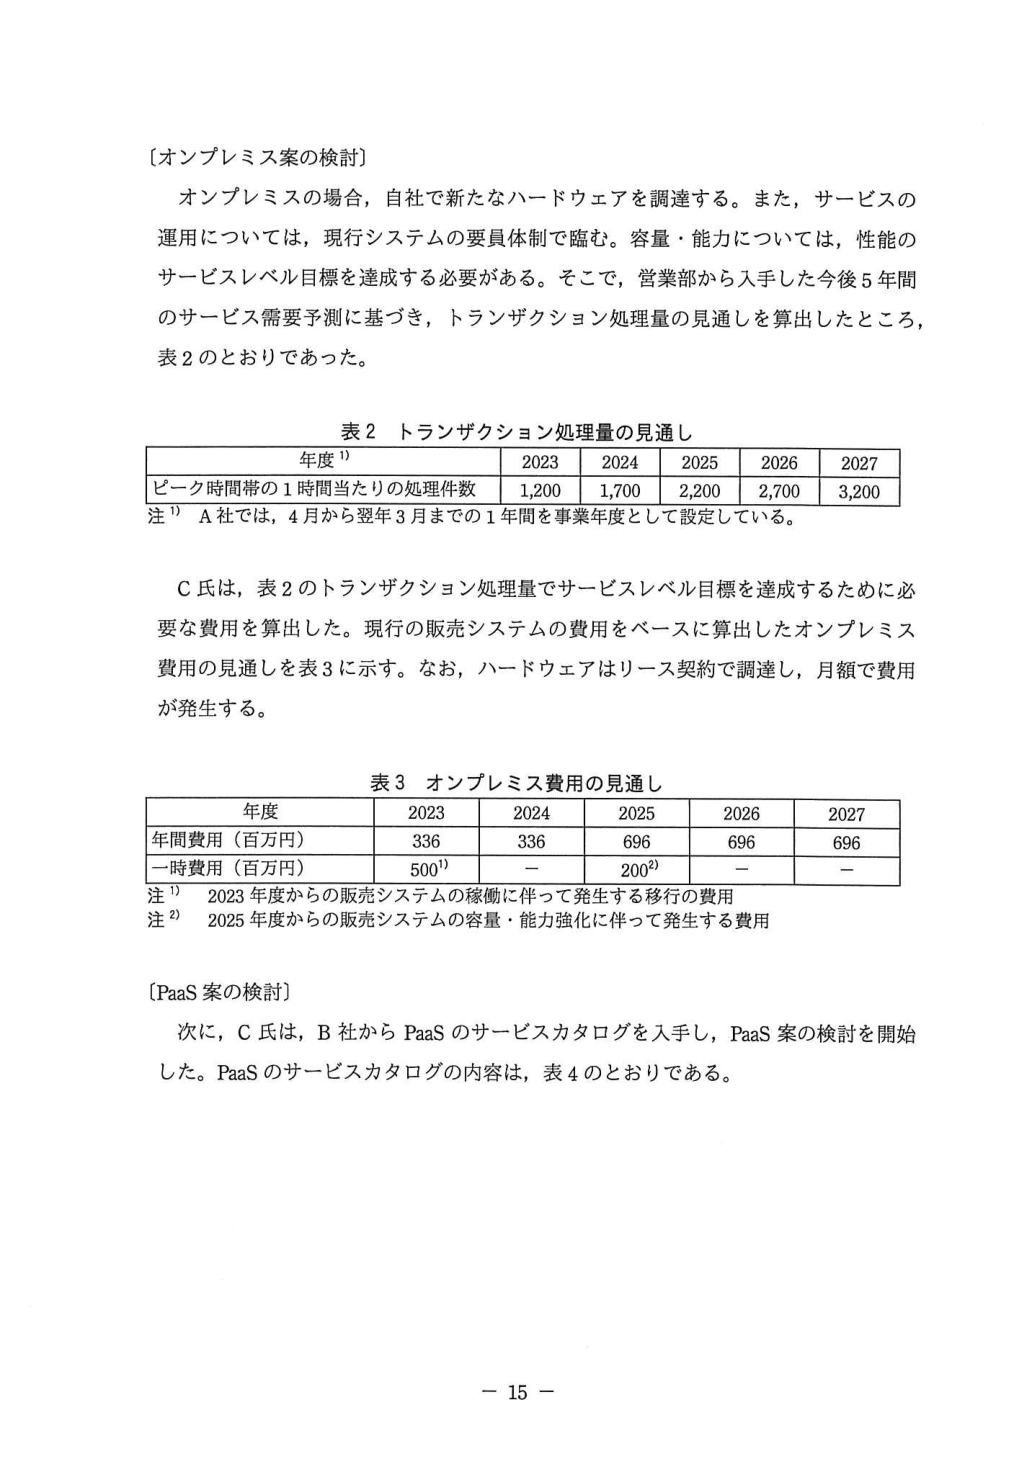 〔オンプレミス案の検討〕
オンプレミスの場合，自社で新たなハードウェアを調達する。また，サービスの
運用については，現行システムの要員体制で臨む。容量・能力については，性能の
サービスレベル目標を達成する必要がある。そこで，営業部から入手した今後5年間
のサービス需要予測に基づき，トランザクション処理量の見通しを算出したところ，
表2のとおりであった。
表2　トランザクション処理量の見通し
年度 1) 2023 2024 2025 2026 2027
ピーク時間帯の1時間当たりの処理件数 1,200 1,700 2,200 2,700 3,200
注 1)　A社では，4月から翌年3月までの1年間を事業年度として設定している。
C氏は，表2のトランザクション処理量でサービスレベル目標を達成するために必
要な費用を算出した。現行の販売システムの費用をベースに算出したオンプレミス
費用の見通しを表3に示す。なお，ハードウェアはリース契約で調達し，月額で費用
が発生する。
表3　オンプレミス費用の見通し
年度 2023 2024 2025 2026 2027
年間費用（百万円） 336 336 696 696 696
一時費用（百万円） 500 1) － 200 2) － －
注 1)　2023年度からの販売システムの稼働に伴って発生する移行の費用
注 2)　2025年度からの販売システムの容量・能力強化に伴って発生する費用
〔PaaS案の検討〕
次に，C氏は，B社からPaaSのサービスカタログを入手し，PaaS案の検討を開始
した。PaaSのサービスカタログの内容は，表4のとおりである。
－ 15 －